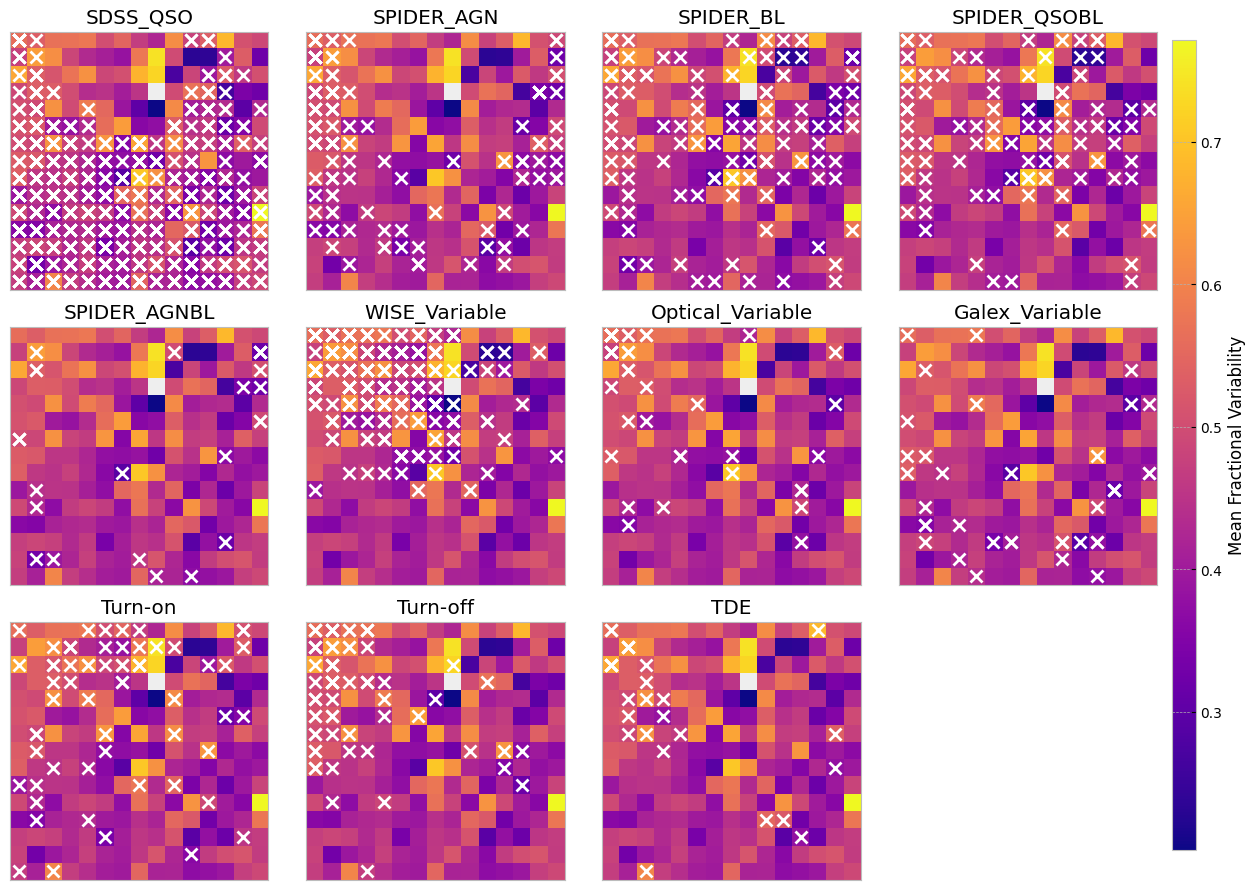 SDSS_QSO SPIDER_AGN SPIDER_BL SPIDER_QSOBL
SPIDER_AGNBL WISE_Variable Optical_Variable Galex_Variable
Turn-on Turn-off TDE
0.7
0.6
0.5
0.4
0.3
Mean Fractional Variability